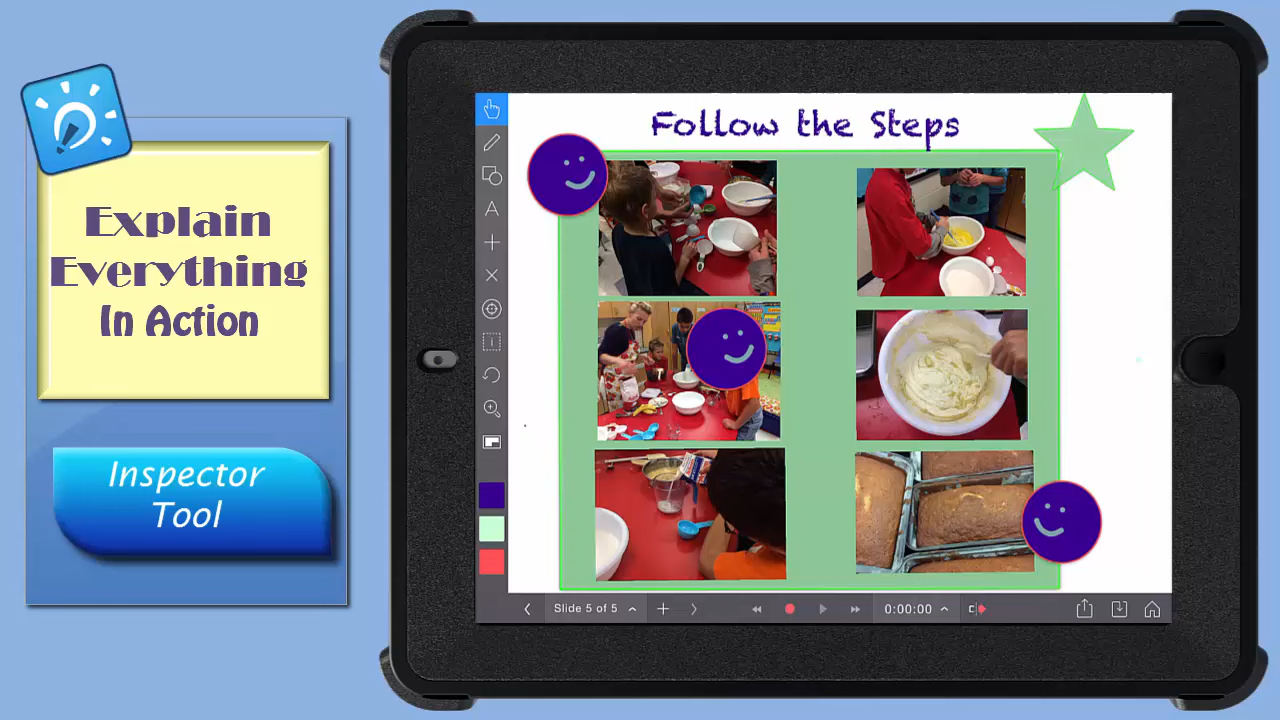 Explain
Everything
In Action
Inspector
Tool
Follow the Steps
A
Slide 5 of 5
0:00:00